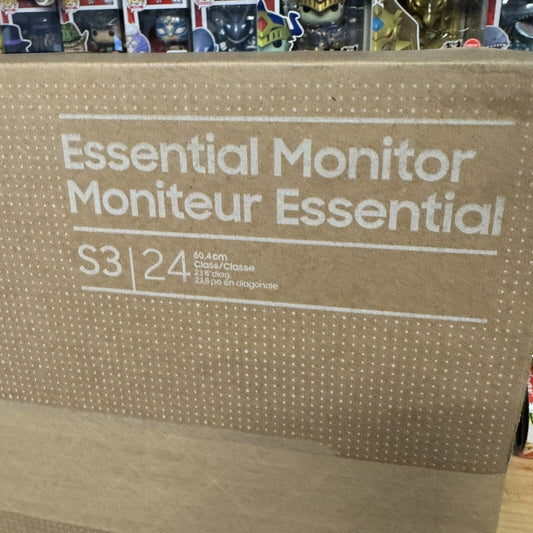 Essential Monitor
Moniteur Essential
S3 24
60.4cm
Class/Classe
23.8" diag.
23,8 po en diagonale